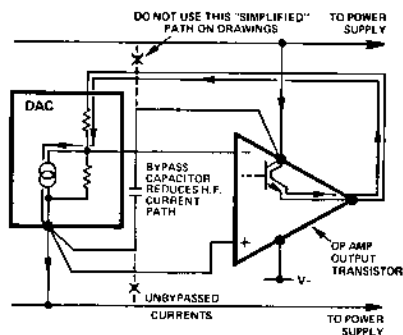 DO NOT USE THIS "SIMPLIFIED"
PATH ON DRAWINGS
TO POWER
SUPPLY
DAC
BYPASS
CAPACITOR
REDUCES H.F.
CURRENT
PATH
−
+
OP AMP
OUTPUT
TRANSISTOR
V-
UNBYPASSED
CURRENTS
TO POWER
SUPPLY